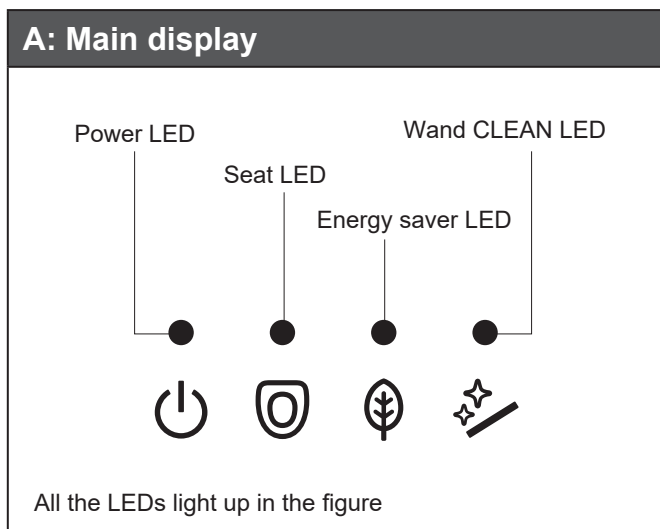 A: Main display
Power LED
Wand CLEAN LED
Seat LED
Energy saver LED
All the LEDs light up in the figure